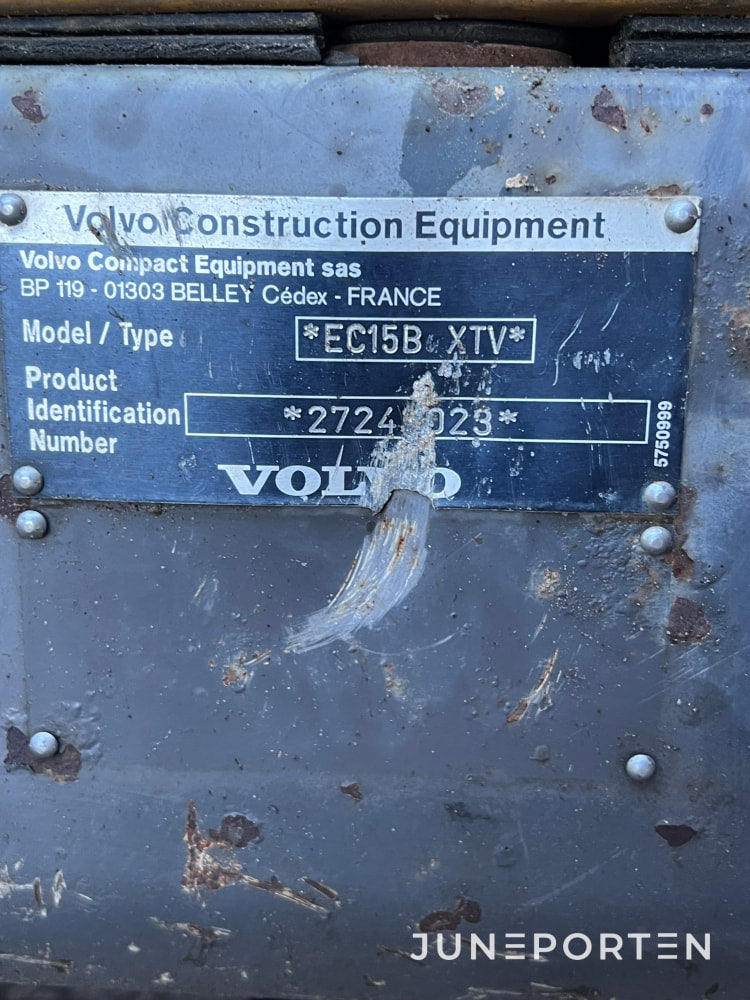 Volvo Construction Equipment
Volvo Compact Equipment sas
BP 119 - 01303 BELLEY Cédex - FRANCE
Model / Type *EC15B XTV*
Product
Identification
Number
5750999
VOLVO
JUNEPORTEN